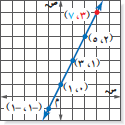 ص
(٣، ٧)
(٢، ٥)
(١، ٣)
(٠، ١)
س
م
(-١، -١)